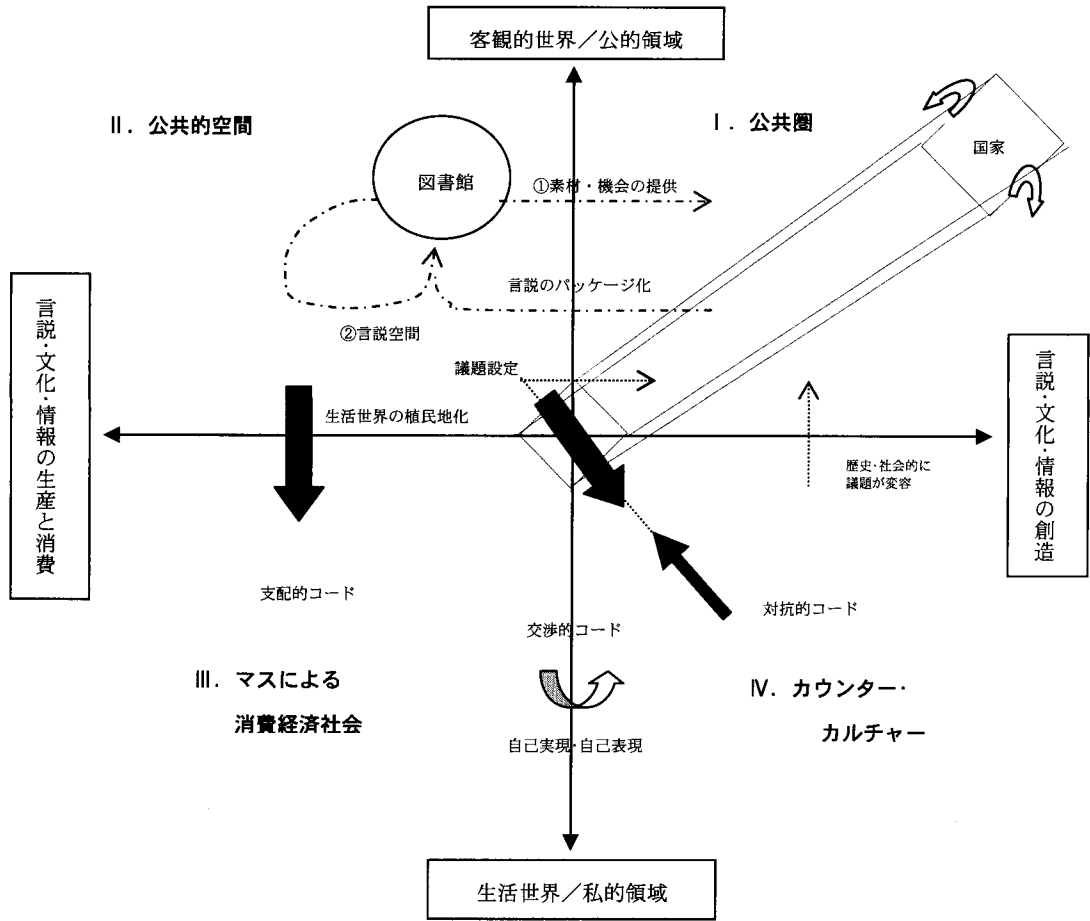 客観的世界／公的領域
Ⅱ．公共的空間
Ⅰ．公共圏
国家
図書館
①素材・機会の提供
言説のパッケージ化
②言説空間
議題設定
生活世界の植民地化
言説・文化・情報の生産と消費
言説・文化・情報の創造
歴史・社会的に
議題が変容
支配的コード
対抗的コード
交渉的コード
Ⅲ．マスによる
消費経済社会
Ⅳ．カウンター・
カルチャー
自己実現・自己表現
生活世界／私的領域